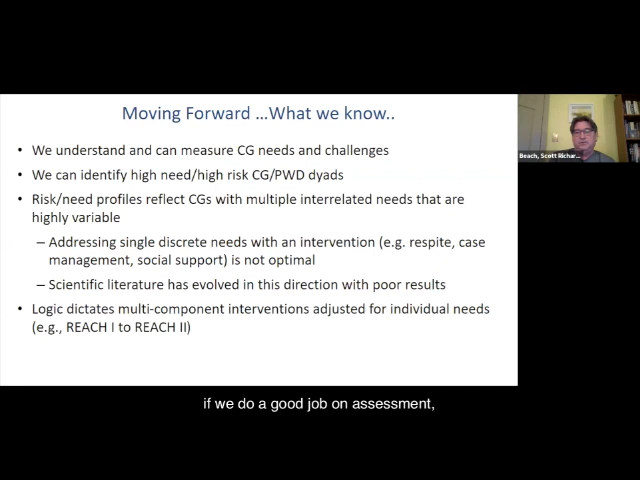 Moving Forward …What we know..
• We understand and can measure CG needs and challenges
• We can identify high need/high risk CG/PWD dyads
• Risk/need profiles reflect CGs with multiple interrelated needs that are
highly variable
– Addressing single discrete needs with an intervention (e.g. respite, case
management, social support) is not optimal
– Scientific literature has evolved in this direction with poor results
• Logic dictates multi-component interventions adjusted for individual needs
(e.g., REACH I to REACH II)
Beach, Scott Richar...
if we do a good job on assessment,